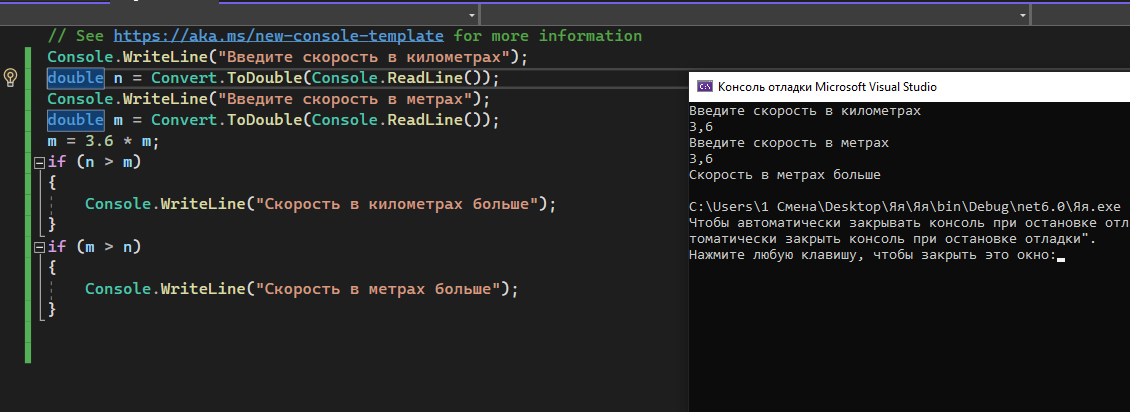 // See https://aka.ms/new-console-template for more information
Console.WriteLine("Введите скорость в километрах");
double n = Convert.ToDouble(Console.ReadLine());
Console.WriteLine("Введите скорость в метрах");
double m = Convert.ToDouble(Console.ReadLine());
m = 3.6 * m;
if (n > m)
{
Console.WriteLine("Скорость в километрах больше");
}
if (m > n)
{
Console.WriteLine("Скорость в метрах больше");
}
Консоль отладки Microsoft Visual Studio
Введите скорость в километрах
3,6
Введите скорость в метрах
3,6
Скорость в метрах больше
C:\Users\1 Смена\Desktop\Яя\Яя\bin\Debug\net6.0\Яя.exe
Чтобы автоматически закрывать консоль при остановке отл
томатически закрыть консоль при остановке отладки".
Нажмите любую клавишу, чтобы закрыть это окно: